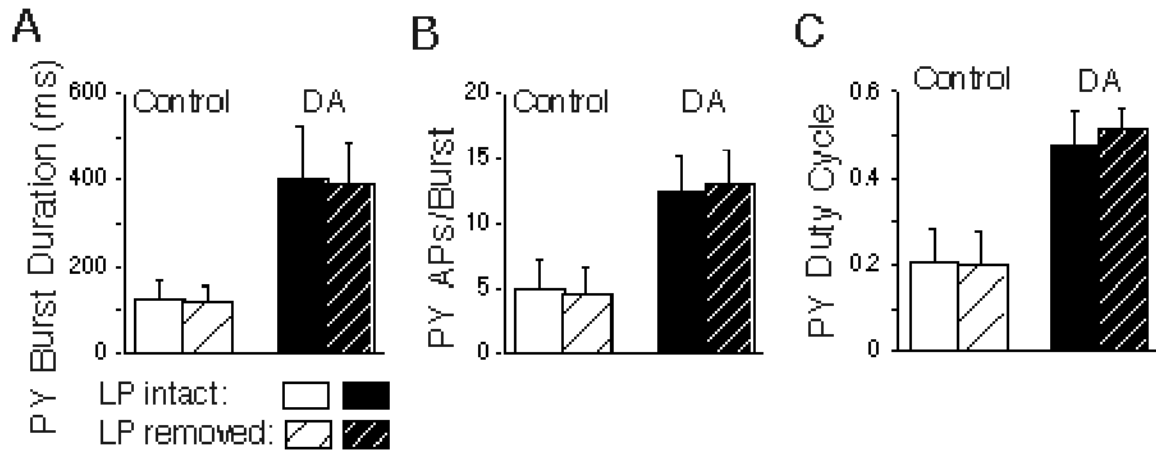 A
PY Burst Duration (ms)
600
400
200
0
Control DA
B
PY APs/Burst
20
15
10
5
0
Control DA
C
PY Duty Cycle
0.6
0.4
0.2
0
Control DA
LP intact:
LP removed: